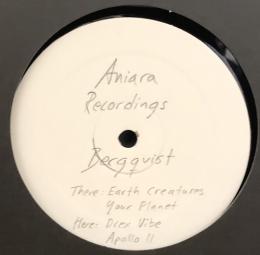 Aniara
Recordings
Bergqvist
There: Earth Creatures
Your Planet
Here: Drex Vibe
Apollo 11